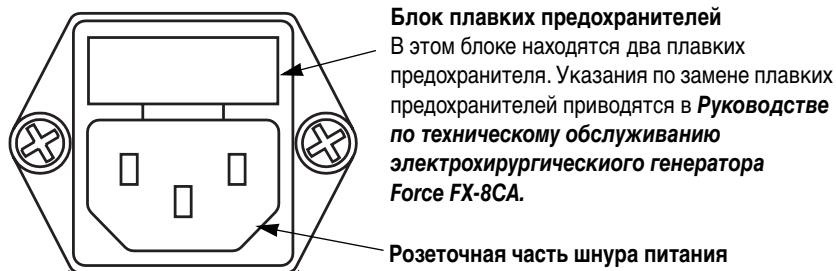 Блок плавких предохранителей
В этом блоке находятся два плавких
предохранителя. Указания по замене плавких
предохранителей приводятся в Руководстве
по техническому обслуживанию
электрохирургическиого генератора
Force FX-8CA.
Розеточная часть шнура питания